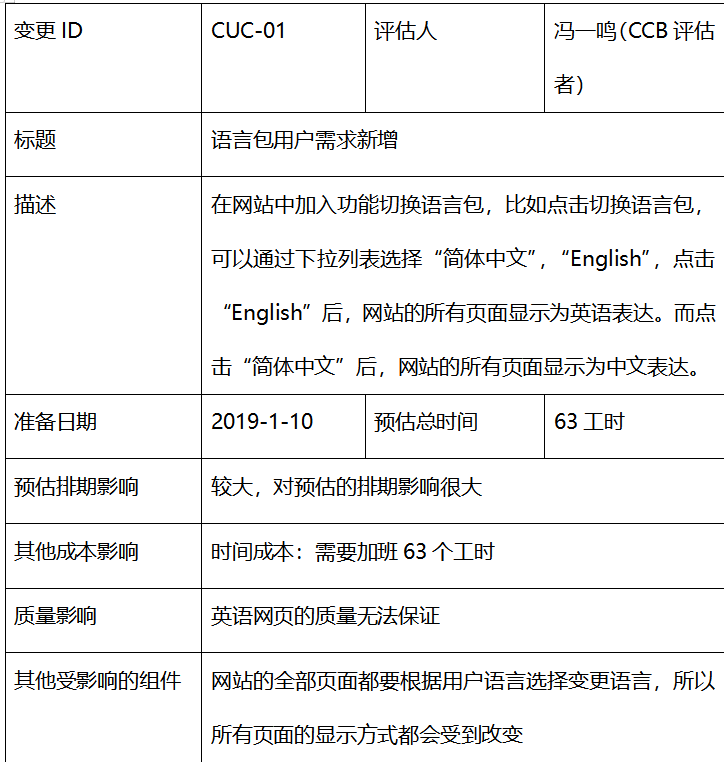 变更 ID CUC-01 评估人 冯一鸣（CCB 评估
者）
标题 语言包用户需求新增
描述 在网站中加入功能切换语言包，比如点击切换语言包，
可以通过下拉列表选择“简体中文”，“English”，点击
“English”后，网站的所有页面显示为英语表达。而点
击“简体中文”后，网站的所有页面显示为中文表达。
准备日期 2019-1-10 预估总时间 63 工时
预估排期影响 较大，对预估的排期影响很大
其他成本影响 时间成本：需要加班 63 个工时
质量影响 英语网页的质量无法保证
其他受影响的组件 网站的全部页面都要根据用户语言选择变更语言，所以
所有页面的显示方式都会受到改变